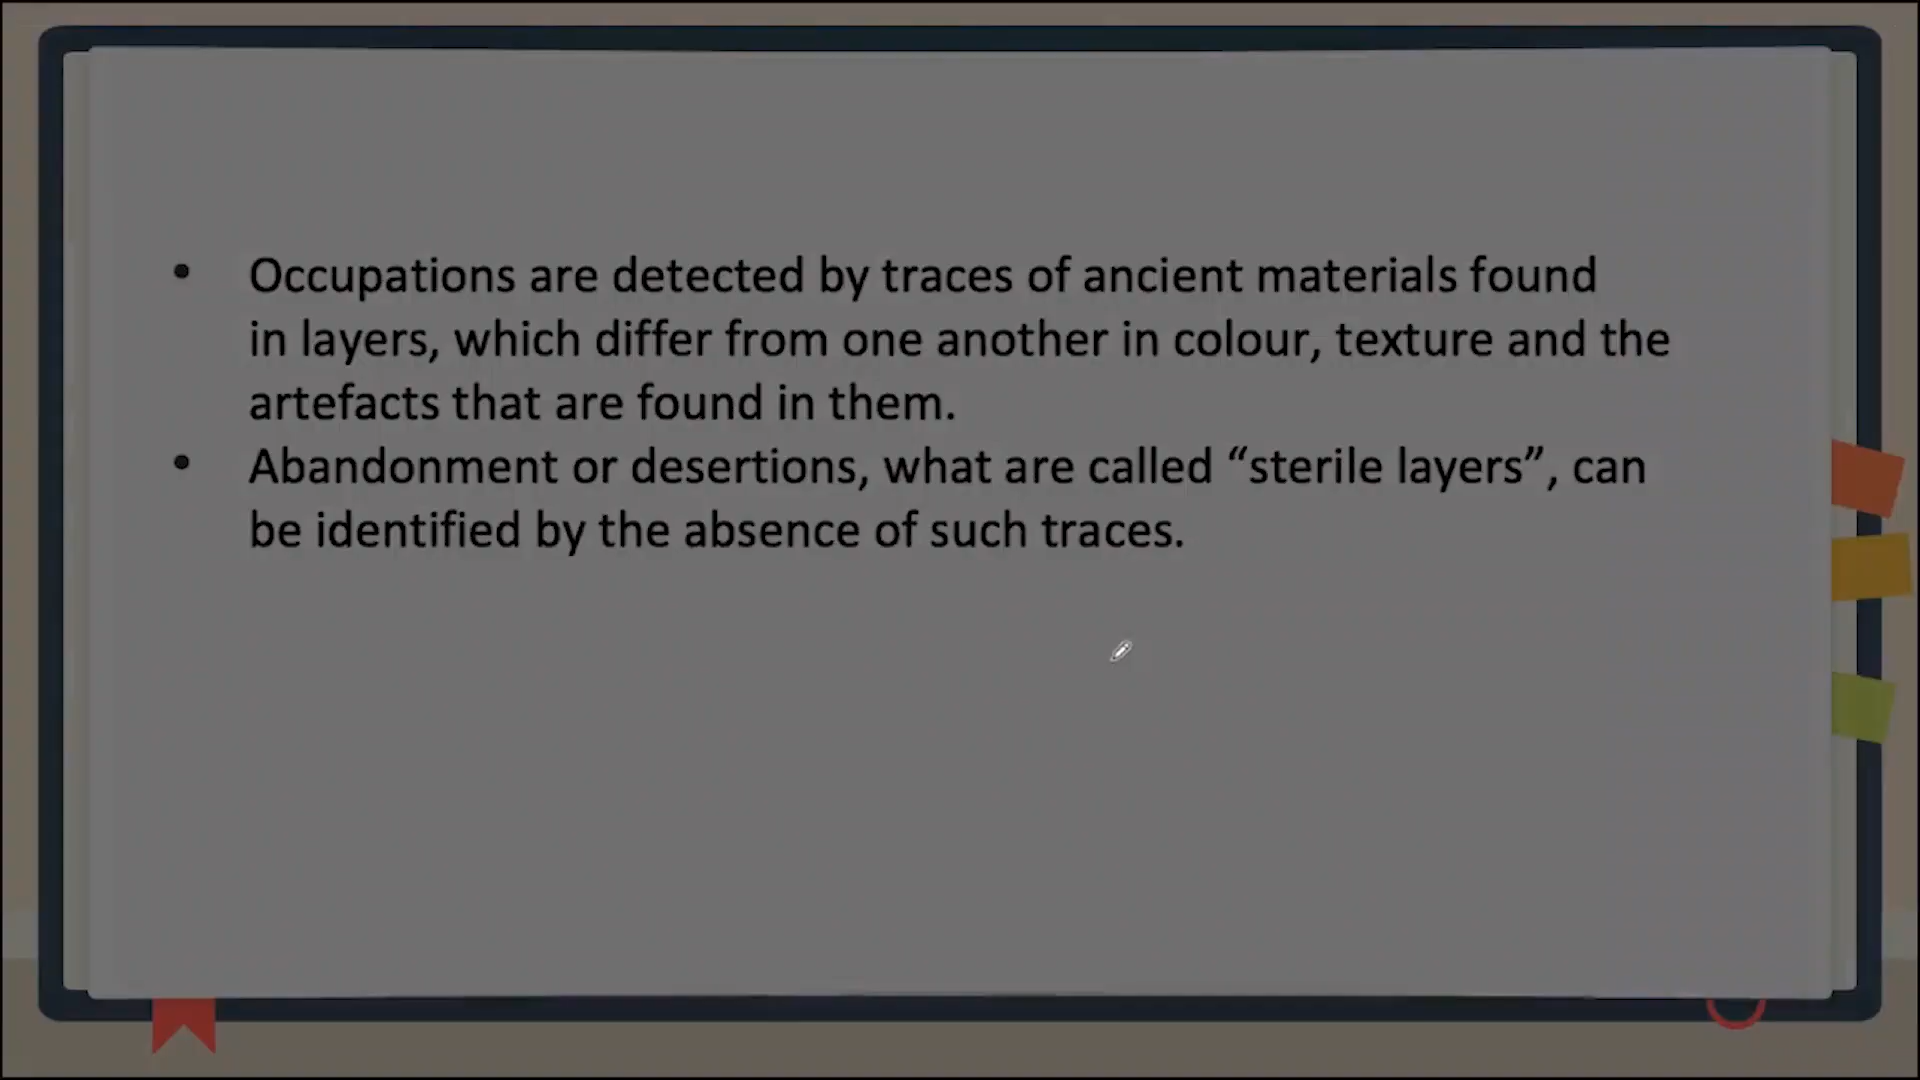 • Occupations are detected by traces of ancient materials found
in layers, which differ from one another in colour, texture and the
artefacts that are found in them.
• Abandonment or desertions, what are called “sterile layers”, can
be identified by the absence of such traces.